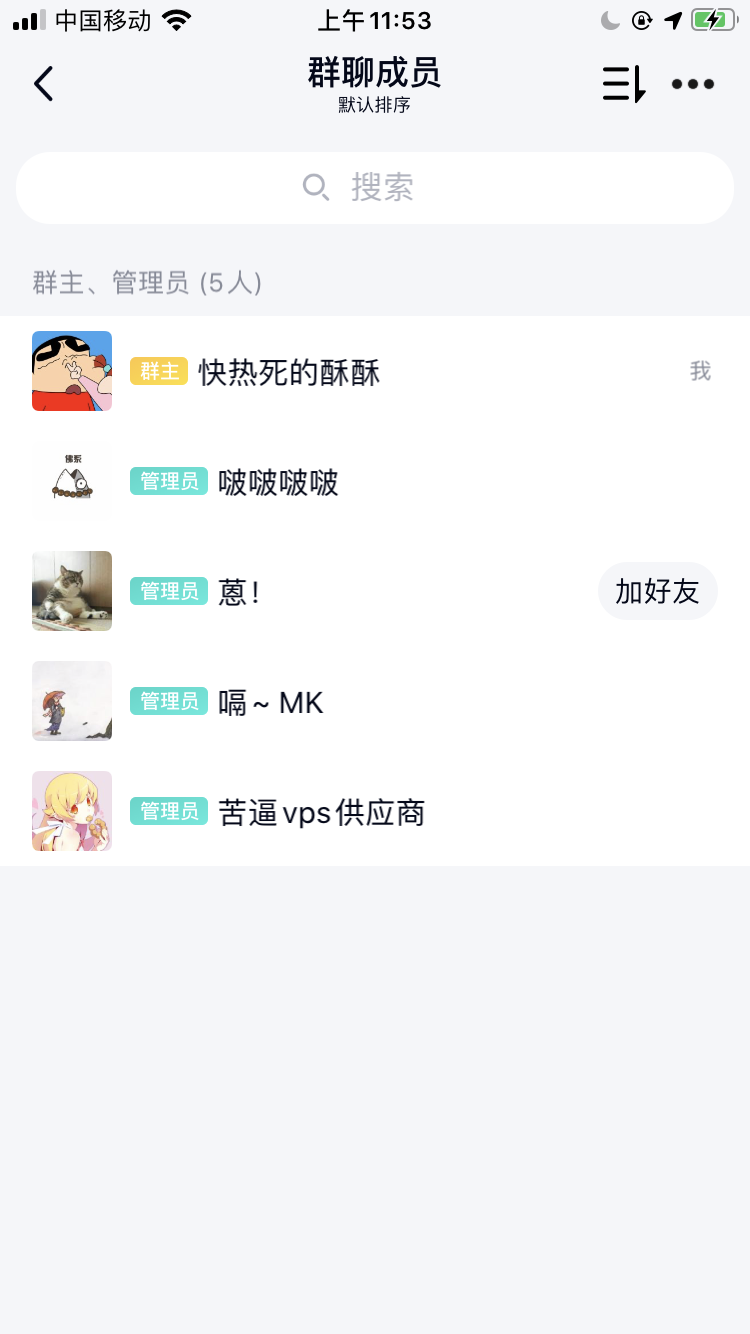 中国移动 上午11:53
群聊成员
默认排序
搜索
群主、管理员 (5人)
群主 快热死的酥酥 我
佛系
管理员 啵啵啵啵
管理员 蒽！ 加好友
管理员 嗝~ MK
管理员 苦逼vps供应商